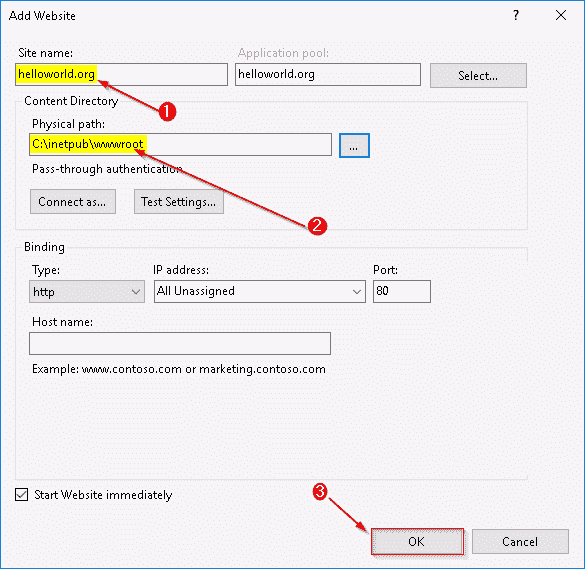 Add Website
?
Site name:
Application pool:
helloworld.org
helloworld.org
Select...
1
Content Directory
Physical path:
C:\inetpub\wwwroot
...
Pass-through authentication
Connect as...
Test Settings...
2
Binding
Type:
IP address:
Port:
http
All Unassigned
80
Host name:
Example: www.contoso.com or marketing.contoso.com
Start Website immediately
3
OK
Cancel